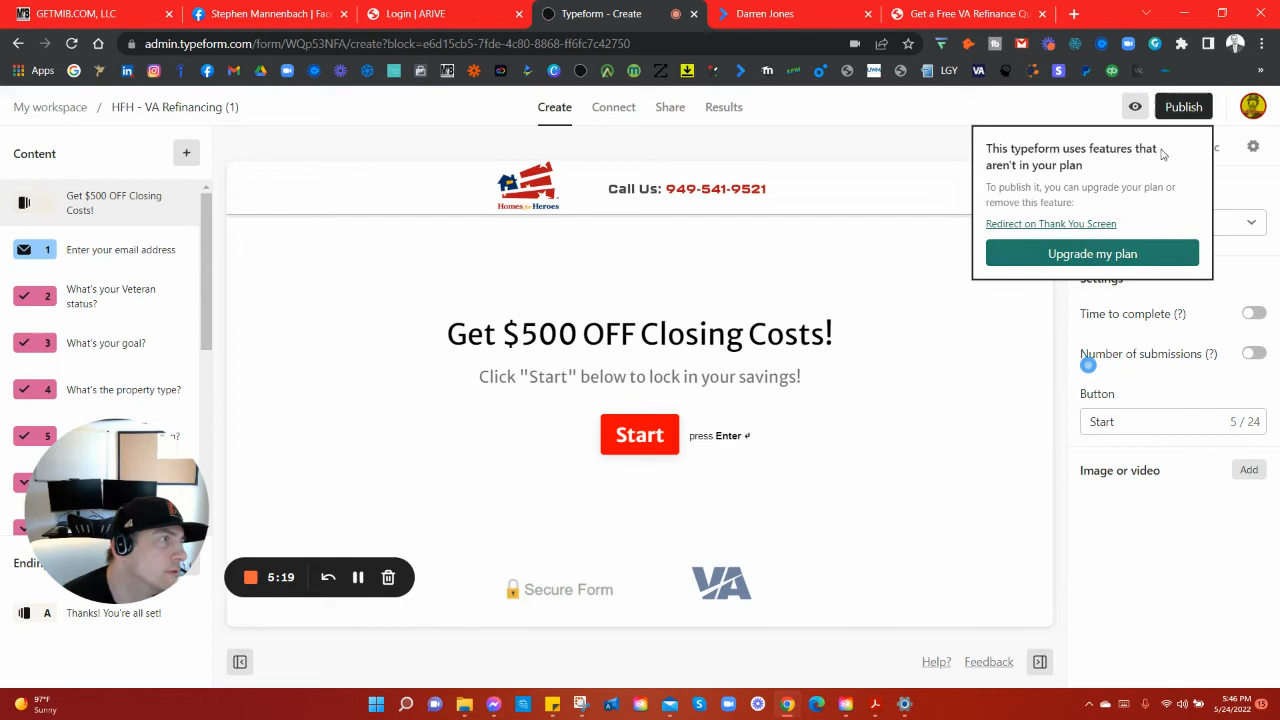 GETMIB.COM, LLC
Stephen Mannenbach | Fac
Login | ARIVE
Typeform - Create
Darren Jones
Get a Free VA Refinance Qu
admin.typeform.com/form/WQp53NFA/create?block=e6d15cb5-7fde-4c80-8868-ff6fc7c42750
Apps
LGY
My workspace / HFH - VA Refinancing (1)
Create
Connect
Share
Results
Publish
Content
This typeform uses features that
aren't in your plan
To publish it, you can upgrade your plan or
remove this feature:
Redirect on Thank You Screen
Upgrade my plan
Get $500 OFF Closing
Costs!
1 Enter your email address
2 What's your Veteran
status?
3 What's your goal?
4 What's the property type?
5
Homes for Heroes
Call Us: 949-541-9521
Get $500 OFF Closing Costs!
Click "Start" below to lock in your savings!
Start
press Enter ↵
Secure Form
VA
Settings
Time to complete (?)
Number of submissions (?)
Button
Start 5 / 24
Image or video
Add
5:19
A Thanks! You're all set!
Help?
Feedback
97°F
Sunny
5:46 PM
5/24/2022